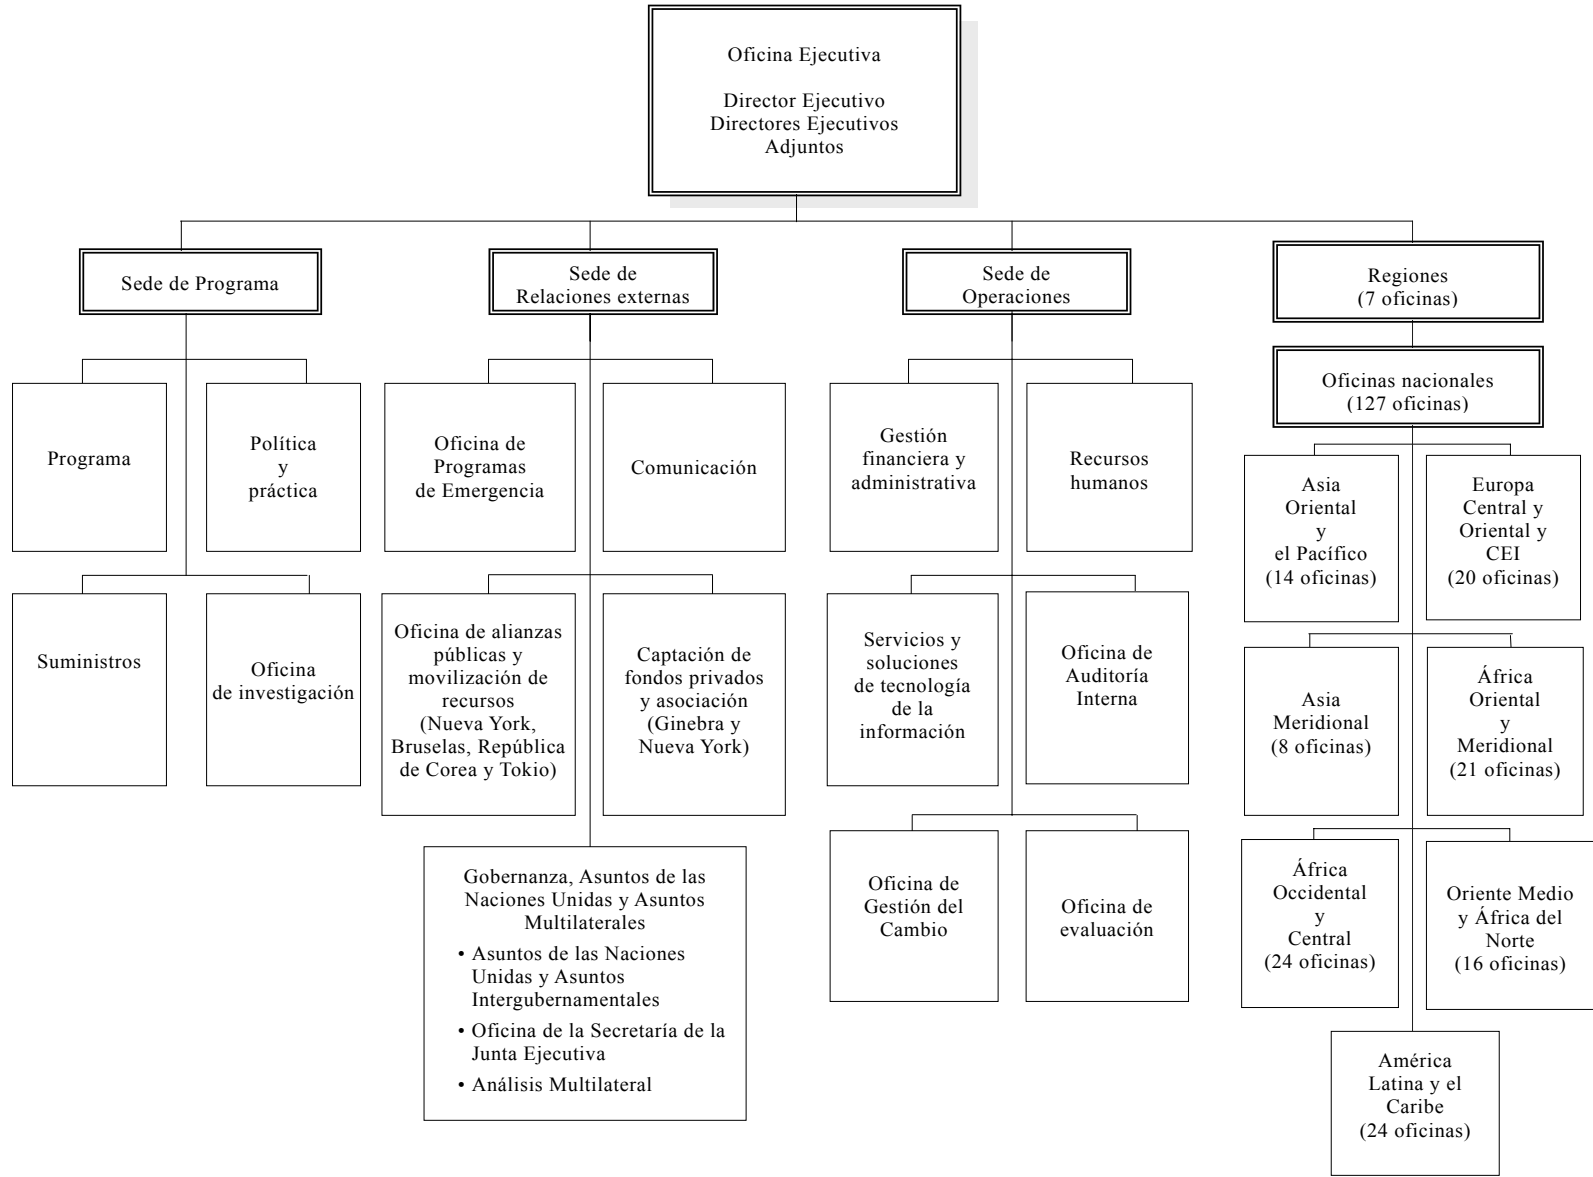 Oficina Ejecutiva
Director Ejecutivo
Directores Ejecutivos
Adjuntos
Sede de Programa
Sede de
Relaciones externas
Sede de
Operaciones
Regiones
(7 oficinas)
Oficinas nacionales
(127 oficinas)
Programa
Política
y
práctica
Oficina de
Programas
de Emergencia
Comunicación
Gestión
financiera y
administrativa
Recursos
humanos
Asia
Oriental
y
el Pacífico
(14 oficinas)
Europa
Central y
Oriental y
CEI
(20 oficinas)
Suministros
Oficina
de investigación
Oficina de alianzas
públicas y
movilización de
recursos
(Nueva York,
Bruselas, República
de Corea y Tokio)
Captación de
fondos privados
y asociación
(Ginebra y
Nueva York)
Servicios y
soluciones
de tecnología
de la
información
Oficina de
Auditoría
Interna
Asia
Meridional
(8 oficinas)
África
Oriental
y
Meridional
(21 oficinas)
Gobernanza, Asuntos de las
Naciones Unidas y Asuntos
Multilaterales
• Asuntos de las Naciones
Unidas y Asuntos
Intergubernamentales
• Oficina de la Secretaría de la
Junta Ejecutiva
• Análisis Multilateral
Oficina de
Gestión del
Cambio
Oficina de
evaluación
África
Occidental
y
Central
(24 oficinas)
Oriente Medio
y África del
Norte
(16 oficinas)
América
Latina y el
Caribe
(24 oficinas)